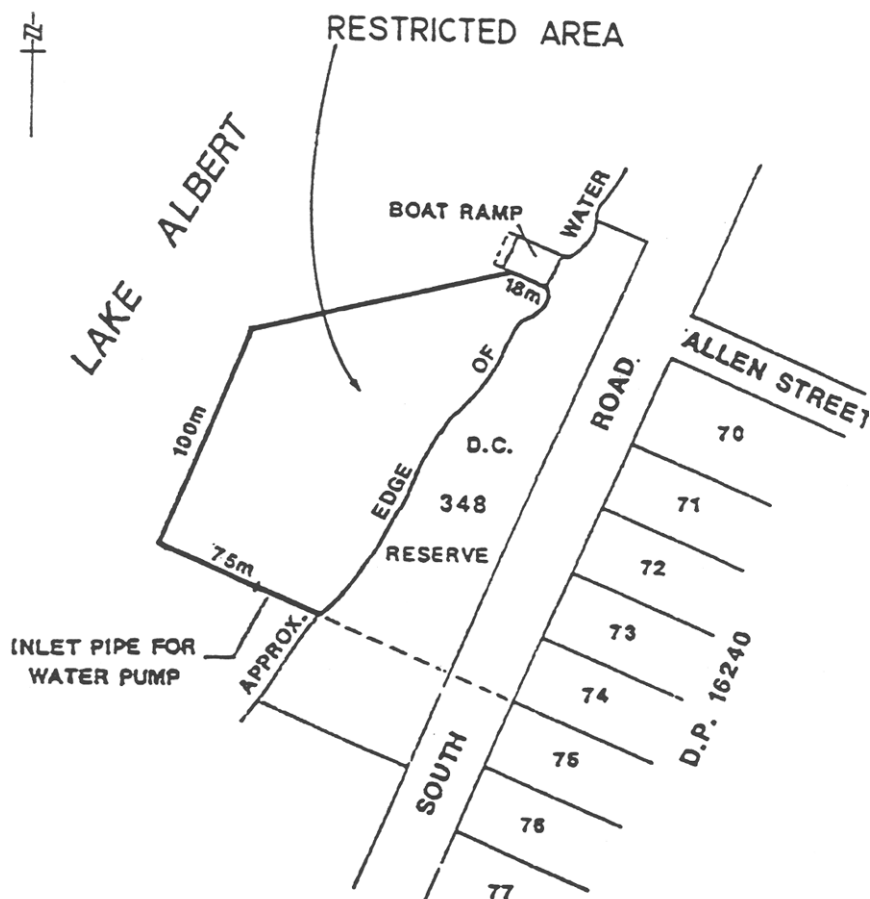 N
RESTRICTED AREA
LAKE ALBERT
BOAT RAMP
WATER
18m
OF
EDGE
APPROX.
100m
75m
INLET PIPE FOR
WATER PUMP
D.C.
348
RESERVE
ROAD
SOUTH
ALLEN STREET
70
71
72
73
74
75
76
77
D.P. 16240